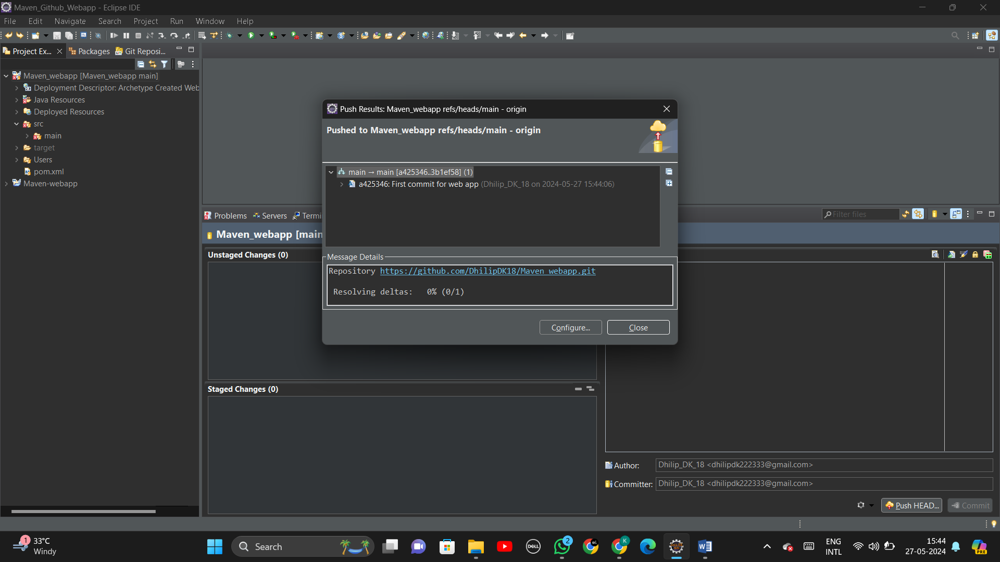 Maven_Github_Webapp - Eclipse IDE
File Edit Navigate Search Project Run Window Help
Project Ex... Packages Git Reposi...
Maven_webapp [Maven_webapp main]
Deployment Descriptor: Archetype Created Web
Java Resources
Deployed Resources
src
main
target
Users
pom.xml
Maven-webapp
Push Results: Maven_webapp refs/heads/main - origin
Pushed to Maven_webapp refs/heads/main - origin
main → main [a425346..3b1ef58] (1)
a425346: First commit for web app (Dhilip_DK_18 on 2024-05-27 15:44:06)
Message Details
Repository https://github.com/DhilipDK18/Maven_webapp.git
Resolving deltas: 0% (0/1)
Configure... Close
Problems Servers Termi
Filter files
Maven_webapp [main
Unstaged Changes (0)
Staged Changes (0)
Author: Dhilip_DK_18 <dhilipdk222333@gmail.com>
Committer: Dhilip_DK_18 <dhilipdk222333@gmail.com>
Push HEAD... Commit
1
33°C
Windy
Search
DELL
2
K
ENG
INTL
15:44
27-05-2024
PRE